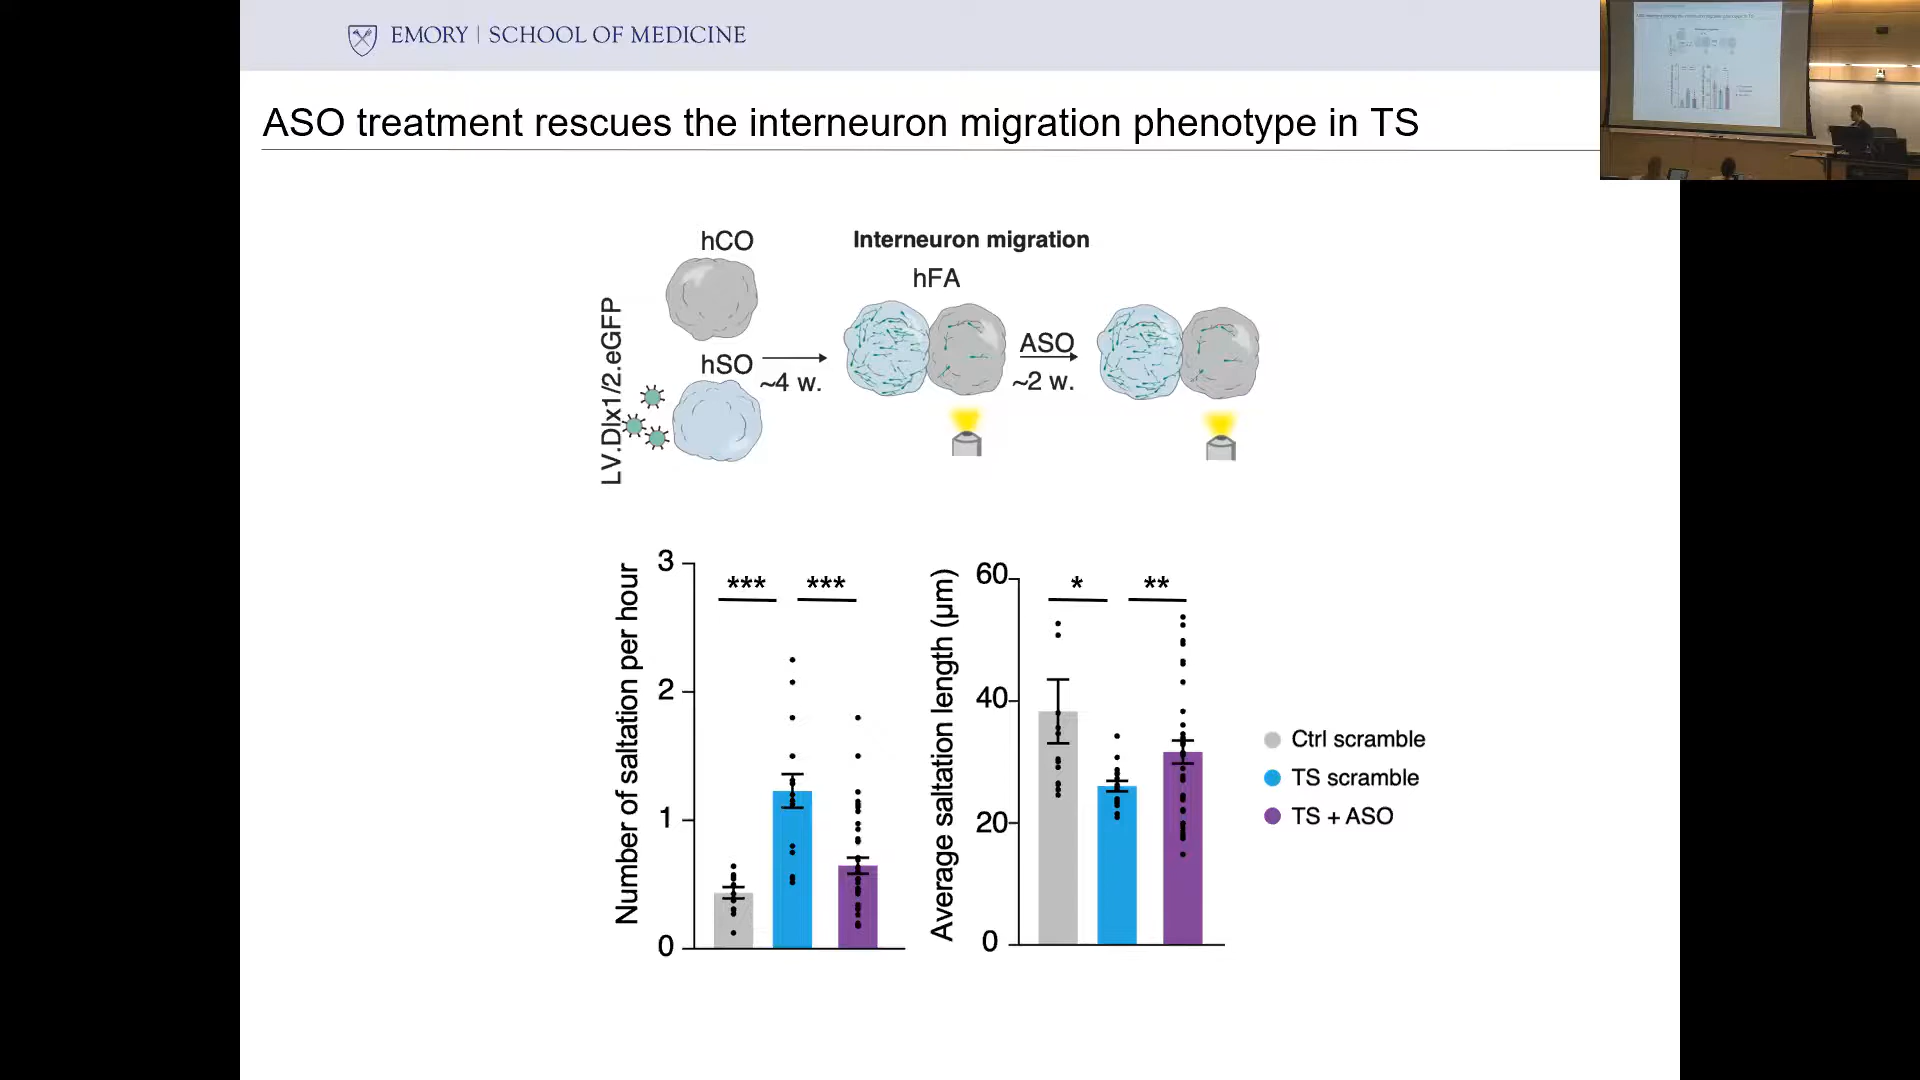 EMORY | SCHOOL OF MEDICINE
ASO treatment rescues the interneuron migration phenotype in TS
hCO
Interneuron migration
hFA
LV.Dlx1/2.eGFP
hSO
~4 w.
ASO
~2 w.
Number of saltation per hour
3
2
1
0
***
***
Average saltation length (µm)
60
40
20
0
*
**
Ctrl scramble
TS scramble
TS + ASO